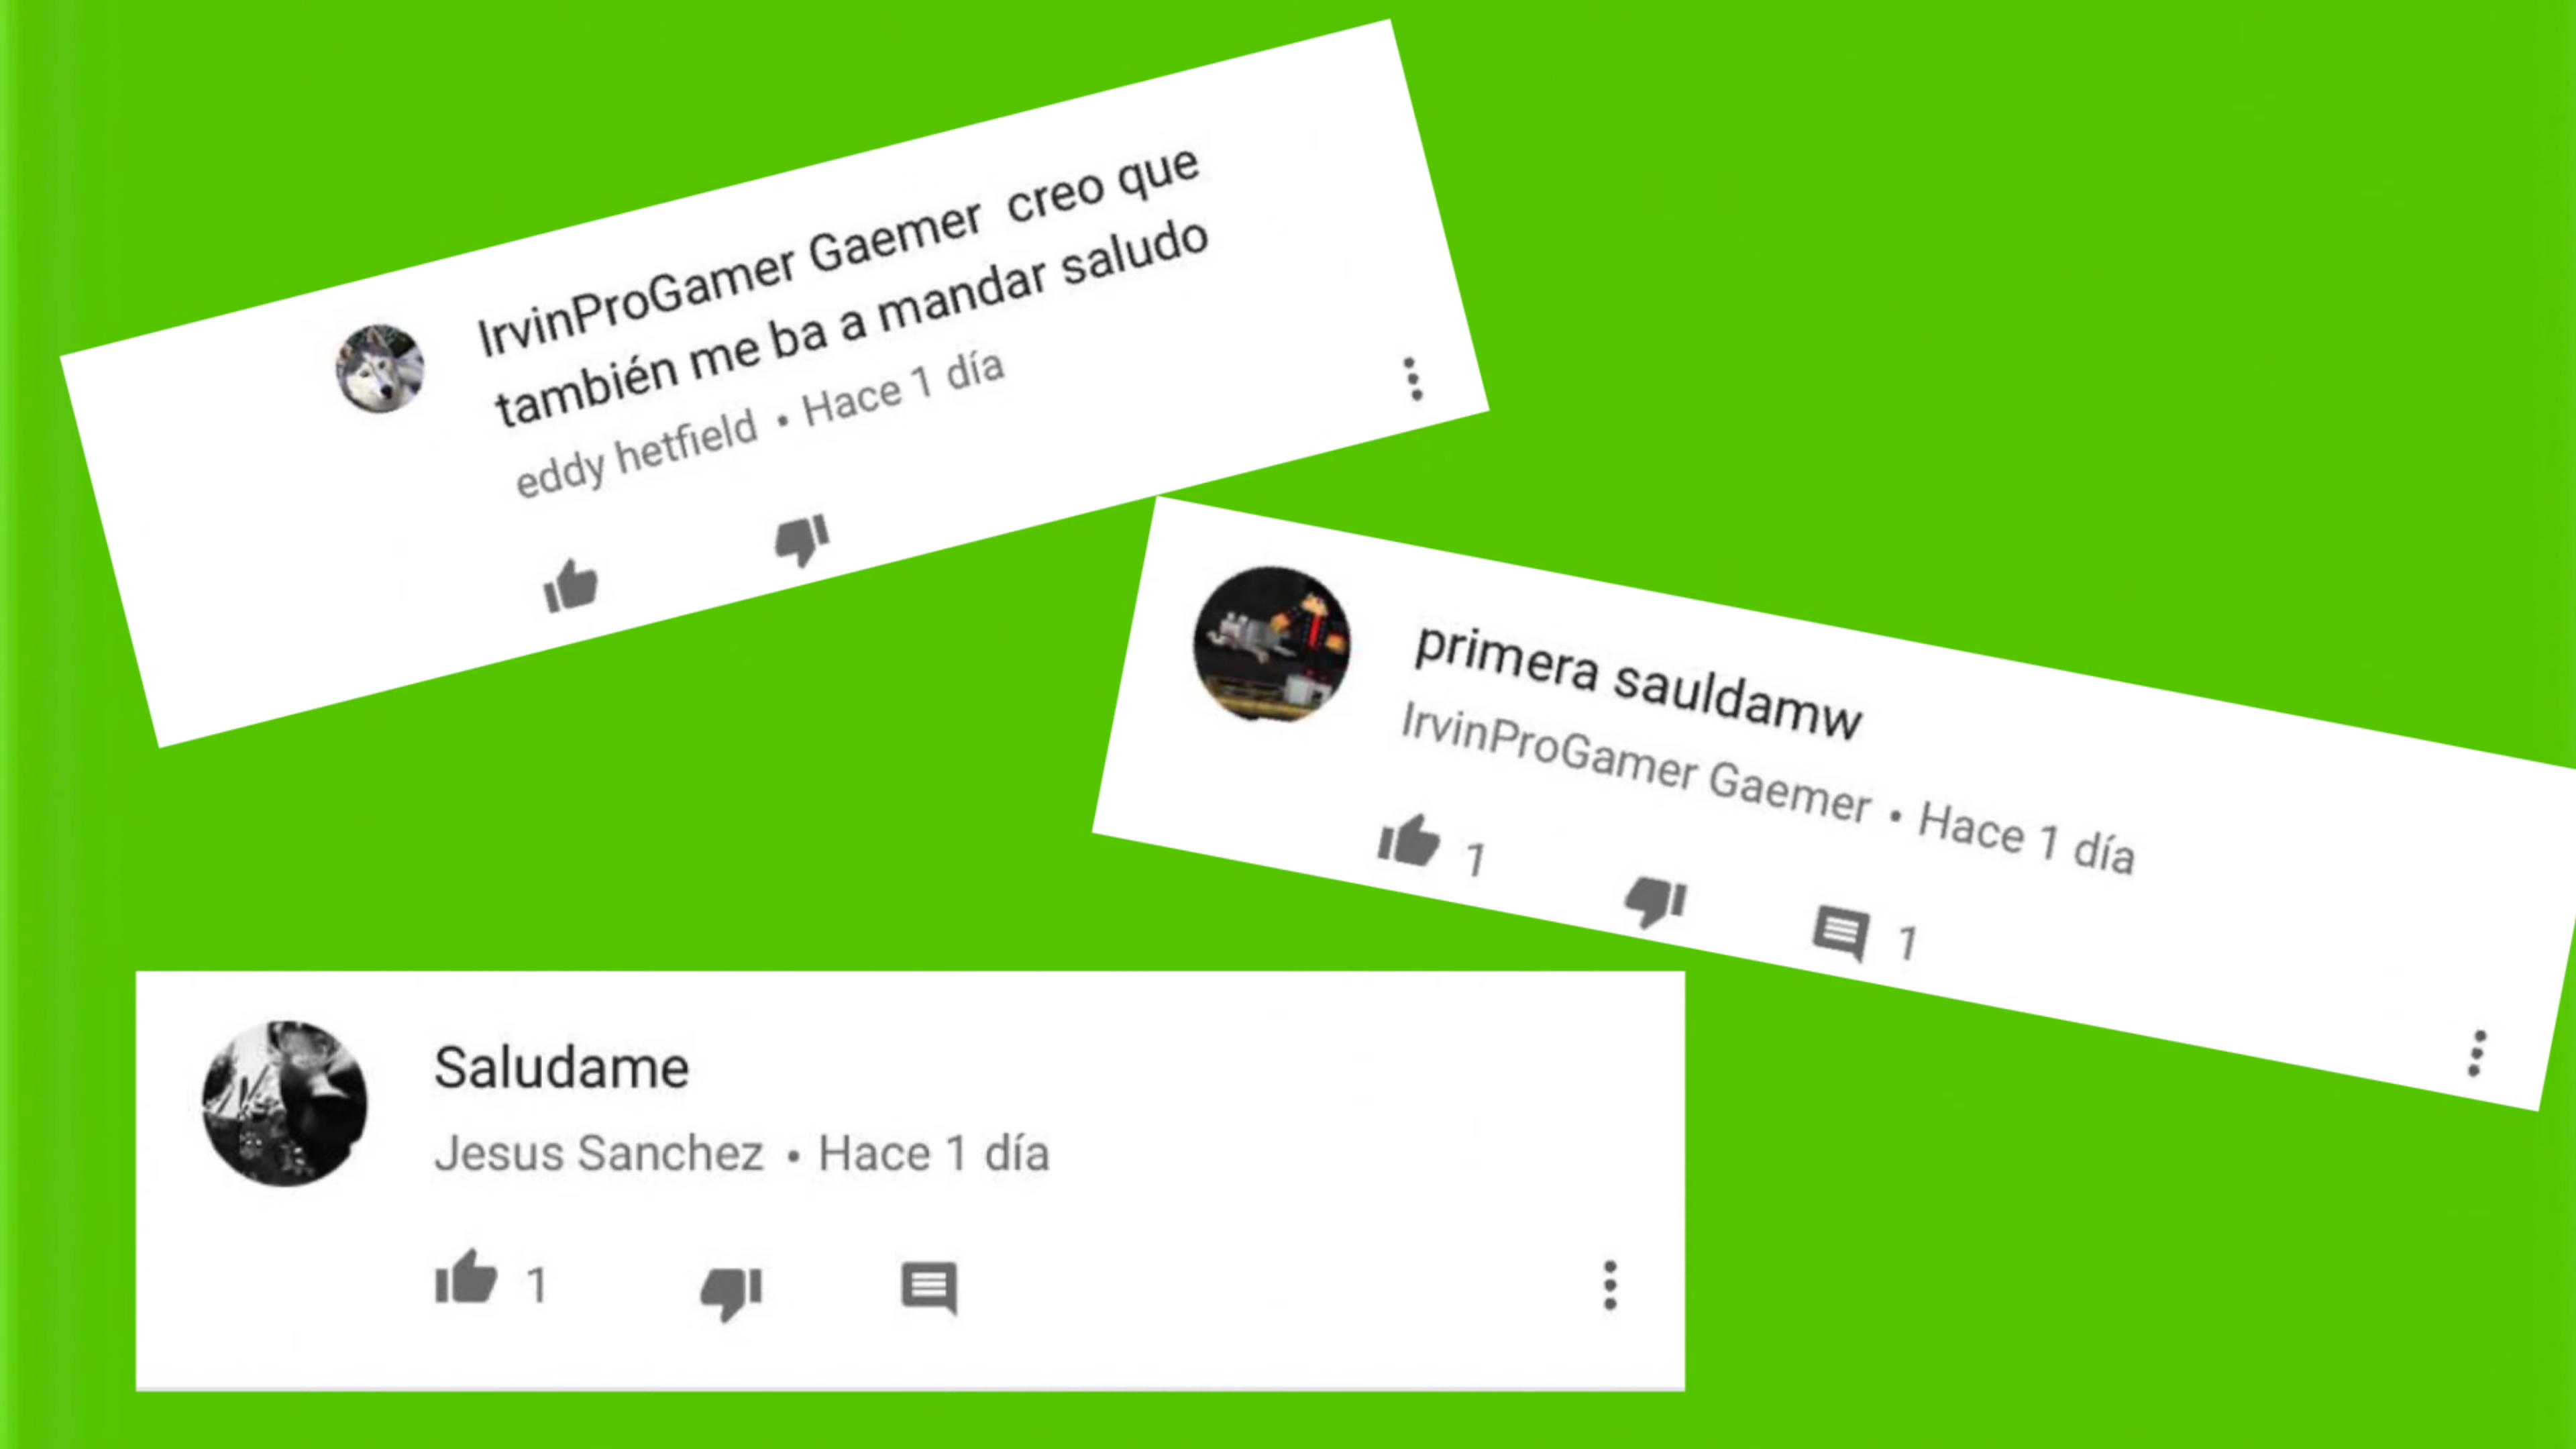 IrvinProGamer Gaemer creo que
también me ba a mandar saludo
eddy hetfield • Hace 1 día
primera sauldamw
IrvinProGamer Gaemer • Hace 1 día
1
1
Saludame
Jesus Sanchez • Hace 1 día
1